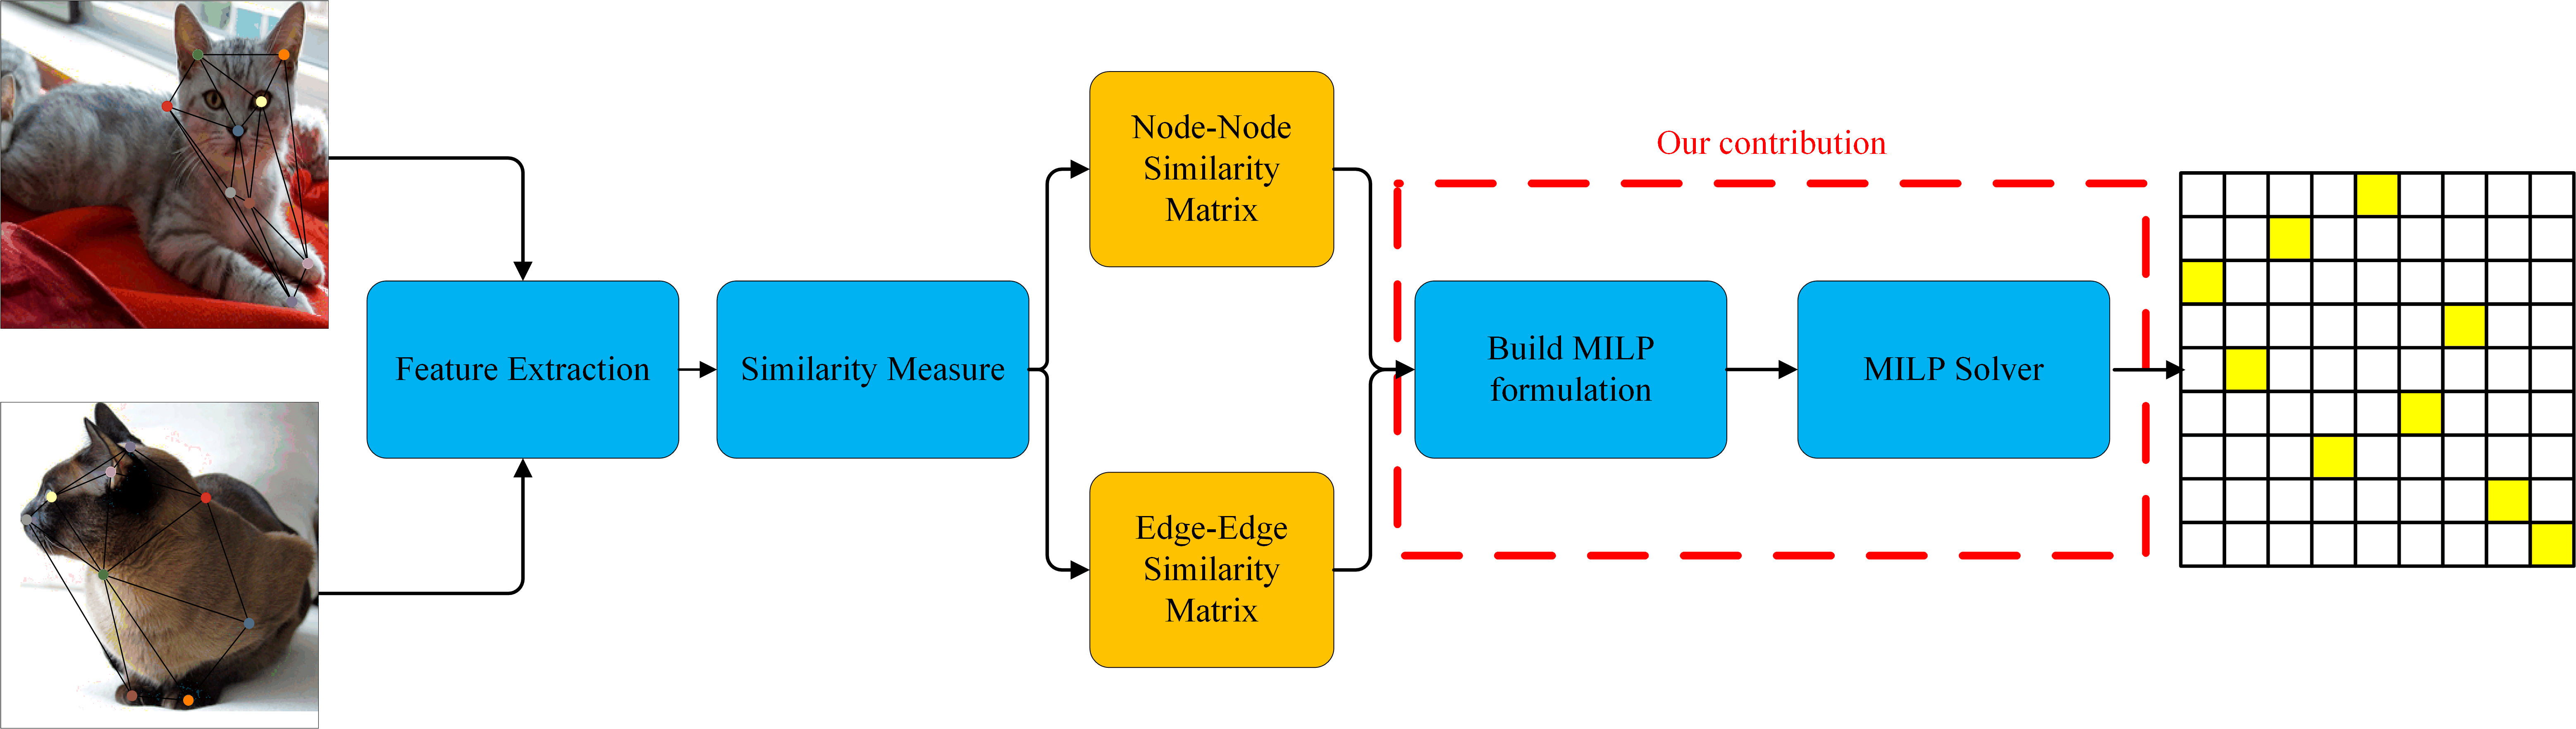 Node-Node
Similarity
Matrix
Our contribution
Feature Extraction
Similarity Measure
Build MILP
formulation
MILP Solver
Edge-Edge
Similarity
Matrix